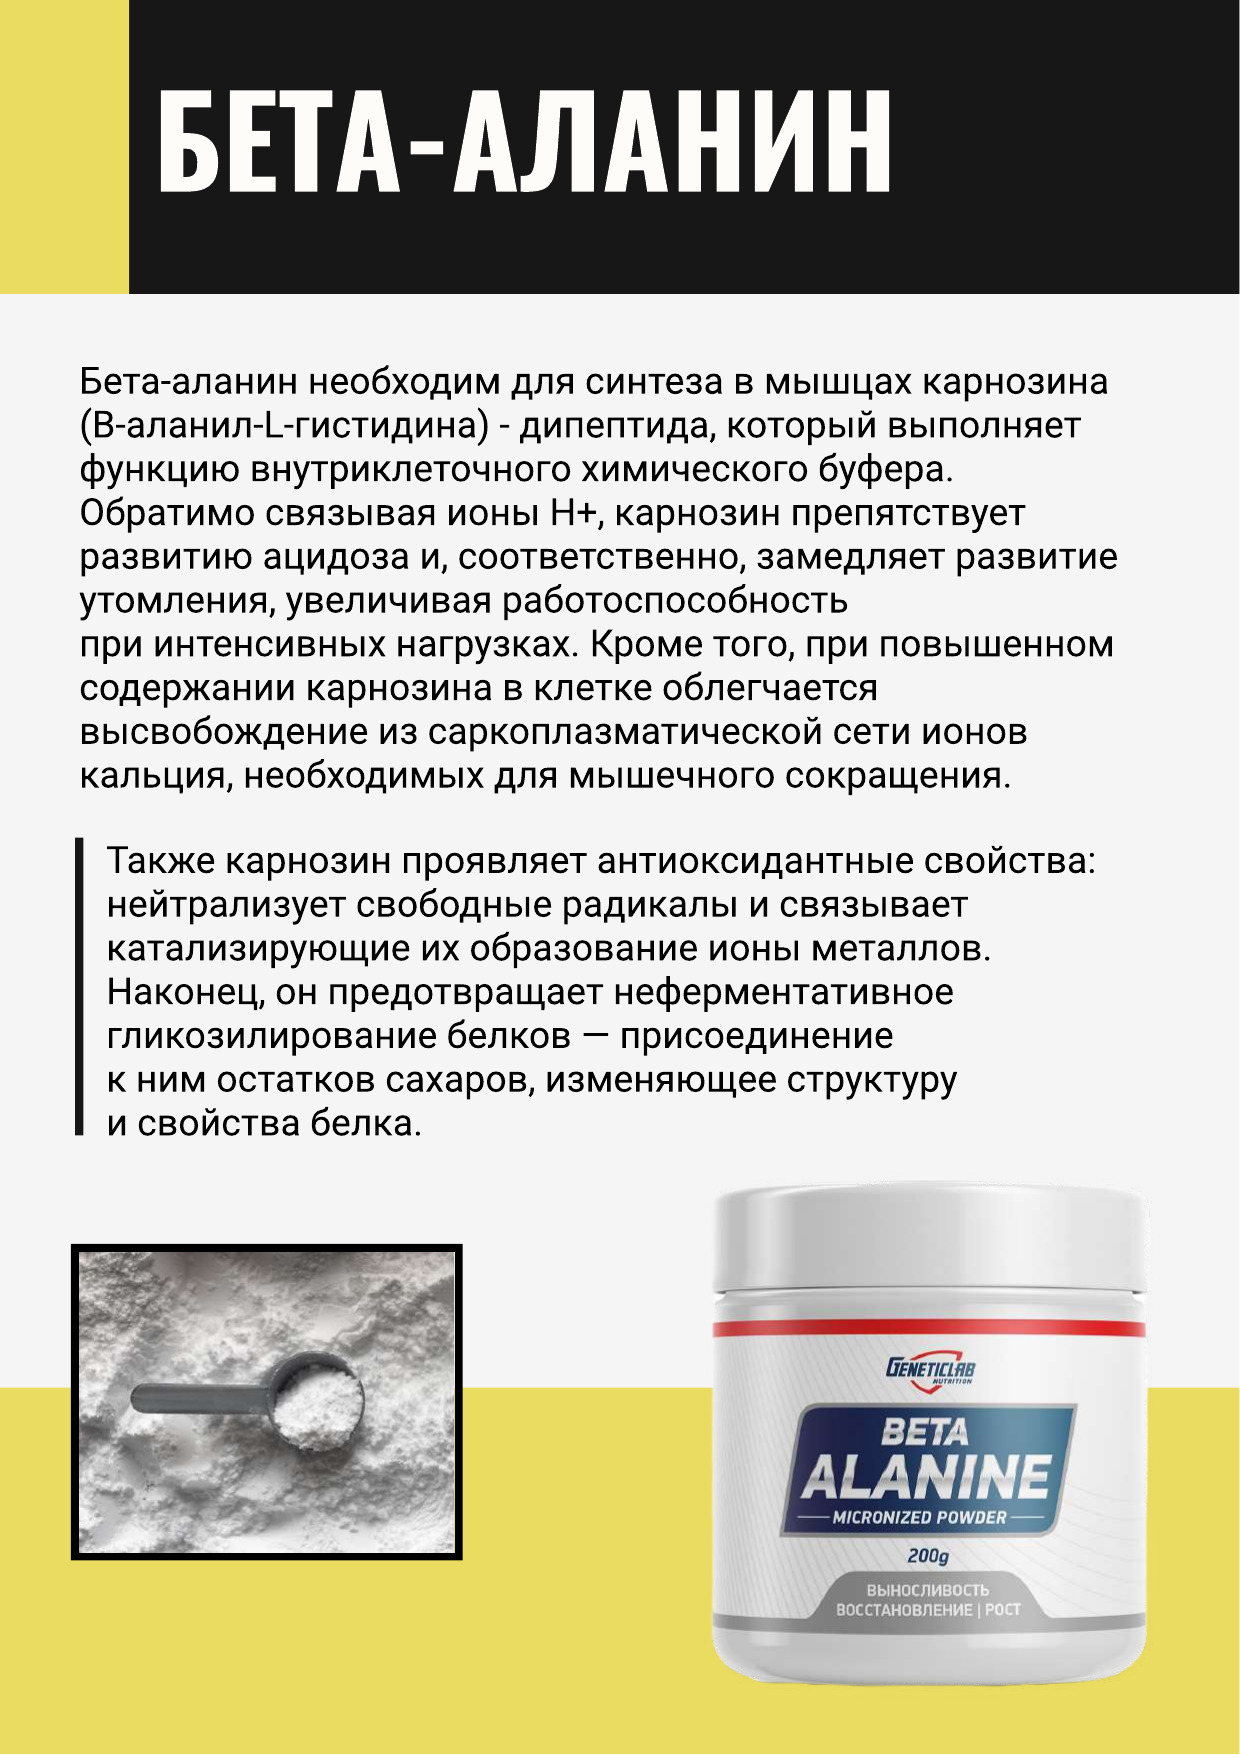 БЕТА-АЛАНИН
Бета-аланин необходим для синтеза в мышцах карнозина
(B-аланил-L-гистидина) - дипептида, который выполняет
функцию внутриклеточного химического буфера.
Обратимо связывая ионы H+, карнозин препятствует
развитию ацидоза и, соответственно, замедляет развитие
утомления, увеличивая работоспособность
при интенсивных нагрузках. Кроме того, при повышенном
содержании карнозина в клетке облегчается
высвобождение из саркоплазматической сети ионов
кальция, необходимых для мышечного сокращения.
Также карнозин проявляет антиоксидантные свойства:
нейтрализует свободные радикалы и связывает
катализирующие их образование ионы металлов.
Наконец, он предотвращает неферментативное
гликозилирование белков — присоединение
к ним остатков сахаров, изменяющее структуру
и свойства белка.
GENETICLAB
NUTRITION
BETA
ALANINE
MICRONIZED POWDER
200g
ВЫНОСЛИВОСТЬ
ВОССТАНОВЛЕНИЕ | РОСТ